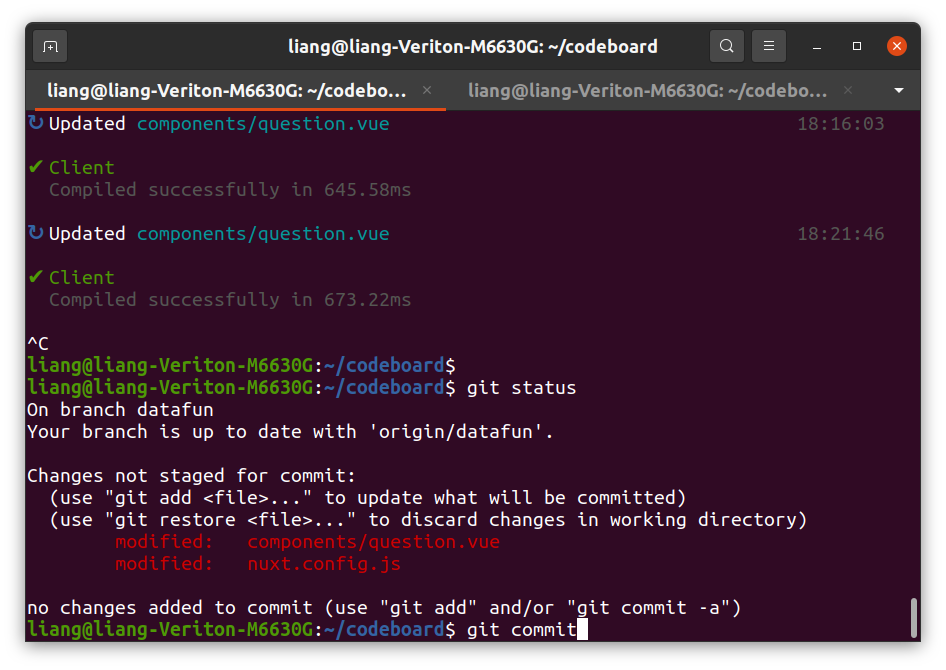 liang@liang-Veriton-M6630G: ~/codeboard
liang@liang-Veriton-M6630G: ~/codebo... × liang@liang-Veriton-M6630G: ~/codebo... ×
↻ Updated components/question.vue 18:16:03
✔ Client
Compiled successfully in 645.58ms
↻ Updated components/question.vue 18:21:46
✔ Client
Compiled successfully in 673.22ms
^C
liang@liang-Veriton-M6630G:~/codeboard$
liang@liang-Veriton-M6630G:~/codeboard$ git status
On branch datafun
Your branch is up to date with 'origin/datafun'.
Changes not staged for commit:
(use "git add <file>..." to update what will be committed)
(use "git restore <file>..." to discard changes in working directory)
modified: components/question.vue
modified: nuxt.config.js
no changes added to commit (use "git add" and/or "git commit -a")
liang@liang-Veriton-M6630G:~/codeboard$ git commit